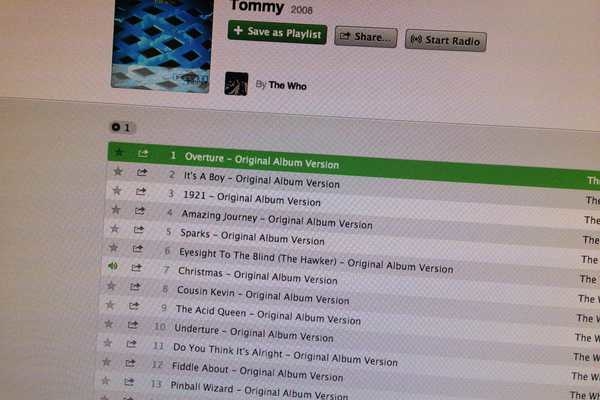 Tommy 2008
+ Save as Playlist Share... Start Radio
By The Who
1
1 Overture – Original Album Version The
2 It's A Boy – Original Album Version The
3 1921 – Original Album Version The
4 Amazing Journey – Original Album Version The
5 Sparks – Original Album Version The
6 Eyesight To The Blind (The Hawker) – Original Album Version The
7 Christmas – Original Album Version The W
8 Cousin Kevin – Original Album Version The W
9 The Acid Queen – Original Album Version The W
10 Underture – Original Album Version The W
11 Do You Think It's Alright – Original Album Version The W
12 Fiddle About – Original Album Version The Wh
13 Pinball Wizard – Original Album Version The Wh